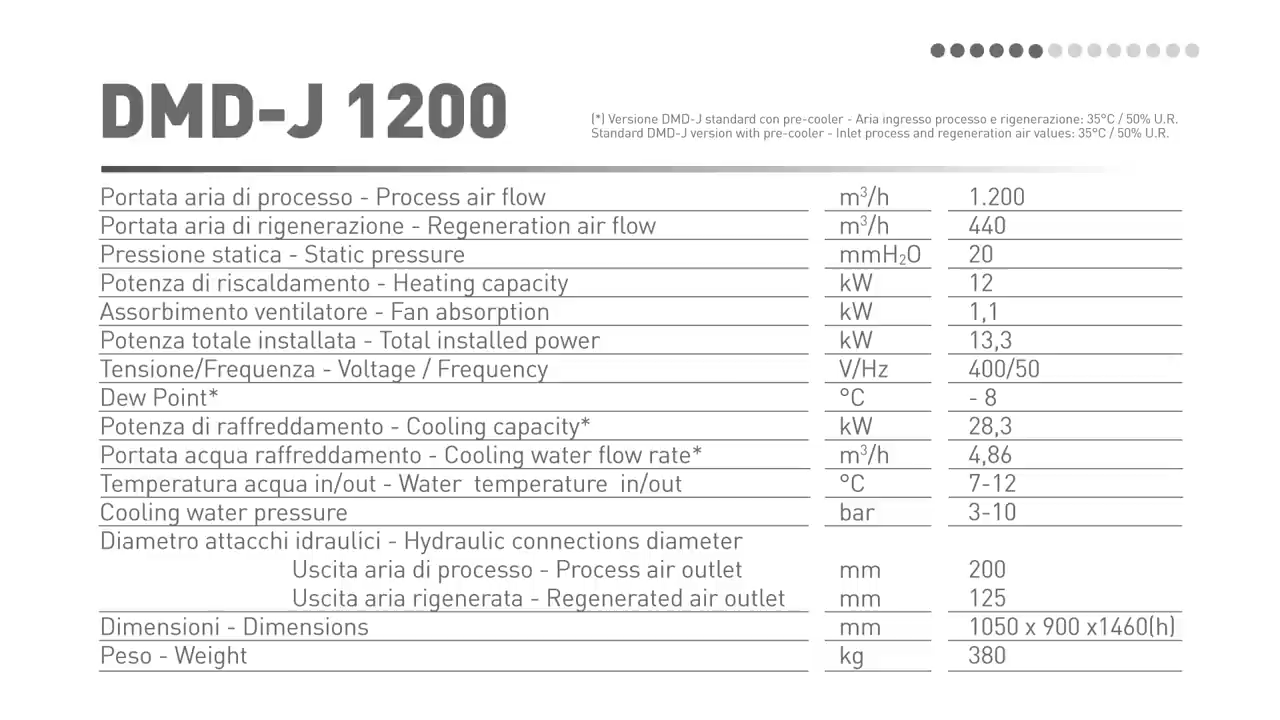 DMD-J 1200
(*) Versione DMD-J standard con pre-cooler - Aria ingresso processo e rigenerazione: 35°C / 50% U.R.
Standard DMD-J version with pre-cooler - Inlet process and regeneration air values: 35°C / 50% U.R.
Portata aria di processo - Process air flow m³/h 1.200
Portata aria di rigenerazione - Regeneration air flow m³/h 440
Pressione statica - Static pressure mmH₂O 20
Potenza di riscaldamento - Heating capacity kW 12
Assorbimento ventilatore - Fan absorption kW 1,1
Potenza totale installata - Total installed power kW 13,3
Tensione/Frequenza - Voltage / Frequency V/Hz 400/50
Dew Point* °C - 8
Potenza di raffreddamento - Cooling capacity* kW 28,3
Portata acqua raffreddamento - Cooling water flow rate* m³/h 4,86
Temperatura acqua in/out - Water temperature in/out °C 7-12
Cooling water pressure bar 3-10
Diametro attacchi idraulici - Hydraulic connections diameter
Uscita aria di processo - Process air outlet mm 200
Uscita aria rigenerata - Regenerated air outlet mm 125
Dimensioni - Dimensions mm 1050 x 900 x1460(h)
Peso - Weight kg 380